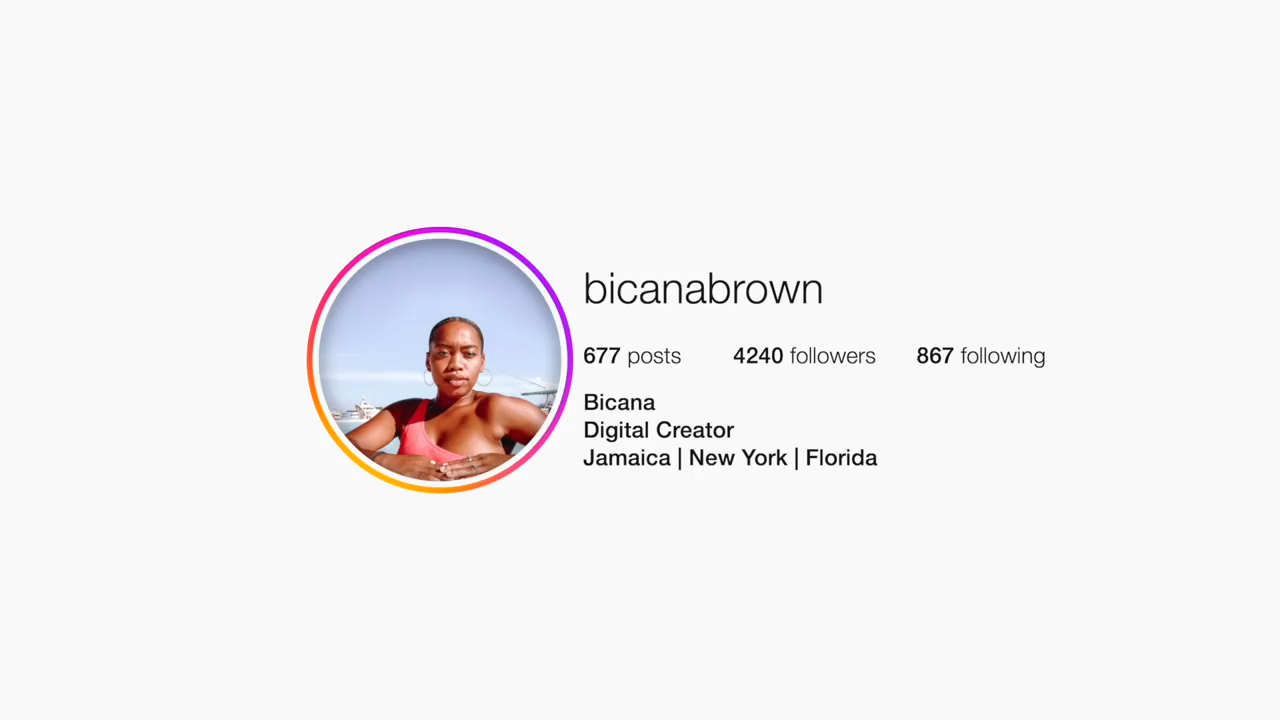 bicanabrown
677 posts 4240 followers 867 following
Bicana
Digital Creator
Jamaica | New York | Florida